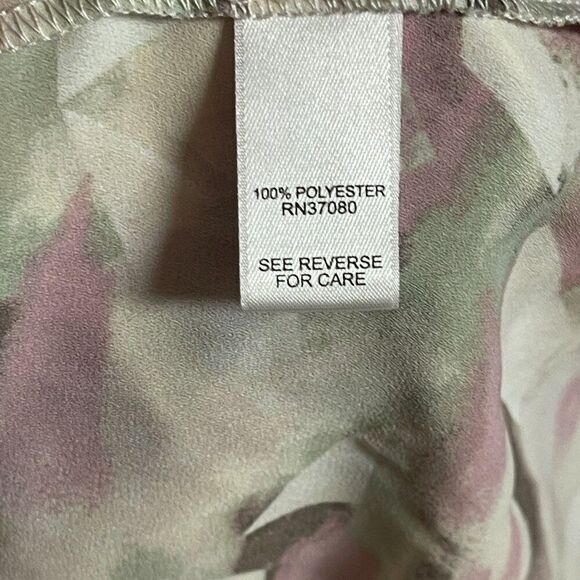 100% POLYESTER
RN37080
SEE REVERSE
FOR CARE